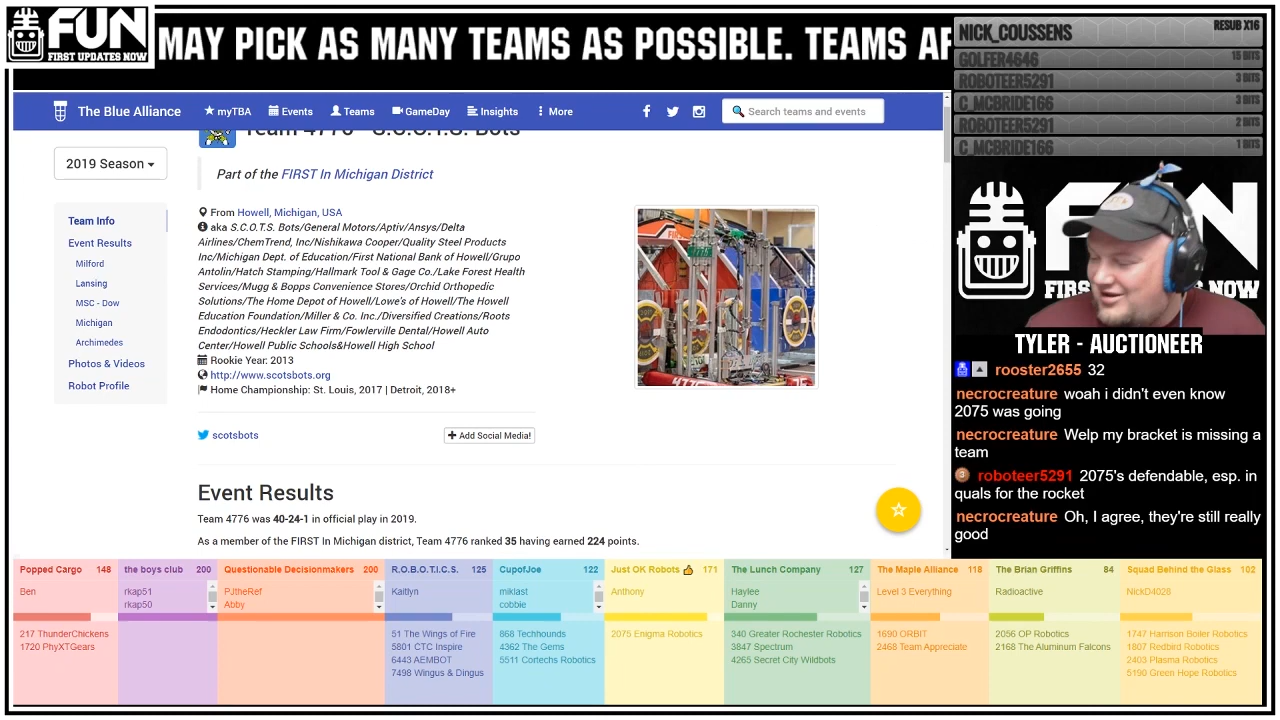 FUN
FIRST UPDATES NOW
MAY PICK AS MANY TEAMS AS POSSIBLE. TEAMS
The Blue Alliance
myTBA
Events
Teams
GameDay
Insights
More
Search teams and events
2019 Season
Team 4776 - S.C.O.T.S. Bots
Part of the FIRST In Michigan District
Team Info
Event Results
Milford
Lansing
MSC - Dow
Michigan
Archimedes
Photos & Videos
Robot Profile
From Howell, Michigan, USA
aka S.C.O.T.S. Bots/General Motors/Aptiv/Ansys/Delta
Airlines/ChemTrend, Inc/Nishikawa Cooper/Quality Steel Products
Inc/Michigan Dept. of Education/First National Bank of Howell/Grupo
Antolin/Hatch Stamping/Hallmark Tool & Gage Co./Lake Forest Health
Services/Mugg & Bopps Convenience Stores/Orchid Orthopedic
Solutions/The Home Depot of Howell/Lowe's of Howell/The Howell
Education Foundation/Miller & Co. Inc./Diversified Creations/Roots
Endodontics/Heckler Law Firm/Fowlerville Dental/Howell Auto
Center/Howell Public Schools&Howell High School
Rookie Year: 2013
http://www.scotsbots.org
Home Championship: St. Louis, 2017 | Detroit, 2018+
scotsbots
Add Social Media!
Event Results
Team 4776 was 40-24-1 in official play in 2019.
As a member of the FIRST In Michigan district, Team 4776 ranked 35 having earned 224 points.
NICK_COUSSENS RESUB X16
GOLFER4646 15 BITS
ROBOTEER5291 3 BITS
C_MCBRIDE166 3 BITS
ROBOTEER5291 2 BITS
C_MCBRIDE166 1 BITS
TYLER - AUCTIONEER
rooster2655 32
necrocreature woah i didn't even know
2075 was going
necrocreature Welp my bracket is missing a
team
3 roboteer5291 2075's defendable, esp. in
quals for the rocket
necrocreature Oh, I agree, they're still really
good
Popped Cargo 148
Ben
217 ThunderChickens
1720 PhyXTGears
the boys club 200
rkap51
rkap50
Questionable Decisionmakers 200
PJtheRef
Abby
R.O.B.O.T.I.C.S. 125
Kaitlyn
51 The Wings of Fire
5801 CTC Inspire
6443 AEMBOT
7498 Wingus & Dingus
CupofJoe 122
miklast
cobbie
868 Techhounds
4362 The Gems
5511 Cortechs Robotics
Just OK Robots 👍 171
Anthony
2075 Enigma Robotics
The Lunch Company 127
Haylee
Danny
340 Greater Rochester Robotics
3847 Spectrum
4265 Secret City Wildbots
The Maple Alliance 118
Level 3 Everything
1690 ORBIT
2468 Team Appreciate
The Brian Griffins 84
Radioactive
2056 OP Robotics
2168 The Aluminum Falcons
Squad Behind the Glass 102
NickD4028
1747 Harrison Boiler Robotics
1807 Redbird Robotics
2403 Plasma Robotics
5190 Green Hope Robotics